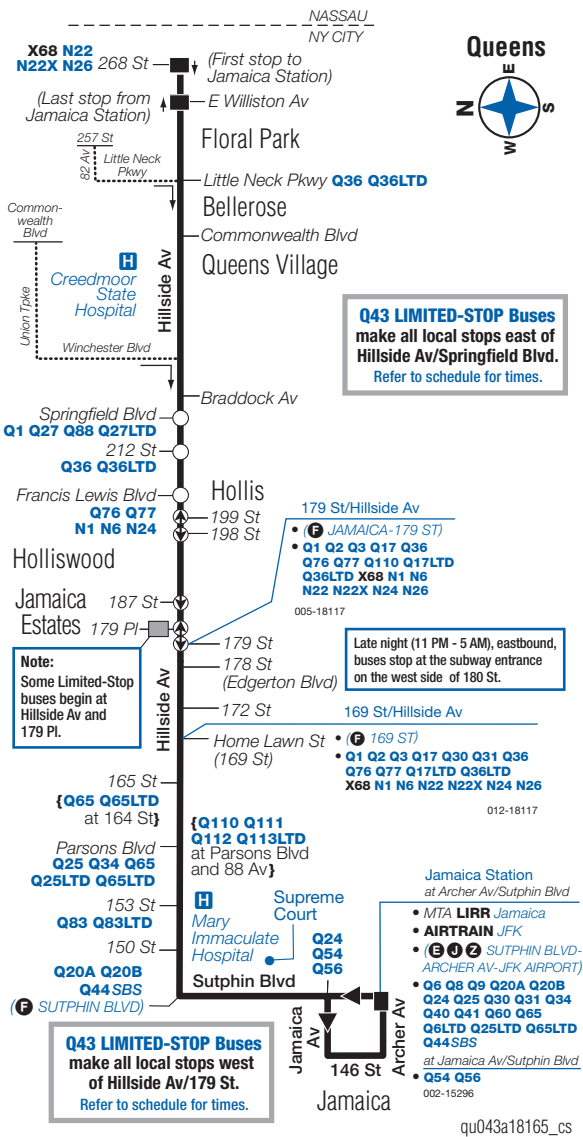 NASSAU
NY CITY
Queens
N
E
S
W
X68 N22
N22X N26 268 St
(First stop to
Jamaica Station)
(Last stop from
Jamaica Station)
E Williston Av
Floral Park
257 St
82 Av
Little Neck
Pkwy
Little Neck Pkwy Q36 Q36LTD
Bellerose
Common-
wealth
Blvd
Commonwealth Blvd
Queens Village
H
Creedmoor
State
Hospital
Hillside Av
Union Tpke
Winchester Blvd
Q43 LIMITED-STOP Buses
make all local stops east of
Hillside Av/Springfield Blvd.
Refer to schedule for times.
Braddock Av
Springfield Blvd
Q1 Q27 Q88 Q27LTD
212 St
Q36 Q36LTD
Francis Lewis Blvd
Q76 Q77
N1 N6 N24
Hollis
199 St
198 St
Holliswood
179 St/Hillside Av
• (F JAMAICA-179 ST)
• Q1 Q2 Q3 Q17 Q36
Q76 Q77 Q110 Q17LTD
Q36LTD X68 N1 N6
N22 N22X N24 N26
005-18117
Jamaica
Estates
187 St
179 Pl
179 St
178 St
(Edgerton Blvd)
Note:
Some Limited-Stop
buses begin at
Hillside Av and
179 Pl.
Late night (11 PM - 5 AM), eastbound,
buses stop at the subway entrance
on the west side of 180 St.
Hillside Av
172 St
Home Lawn St
(169 St)
169 St/Hillside Av
• (F 169 ST)
• Q1 Q2 Q3 Q17 Q30 Q31 Q36
Q76 Q77 Q17LTD Q36LTD
X68 N1 N6 N22 N22X N24 N26
012-18117
165 St
{Q65 Q65LTD
at 164 St}
{Q110 Q111
Q112 Q113LTD
at Parsons Blvd
and 88 Av}
Parsons Blvd
Q25 Q34 Q65
Q25LTD Q65LTD
153 St
Q83 Q83LTD
150 St
Q20A Q20B
Q44SBS
(F SUTPHIN BLVD)
H
Mary
Immaculate
Hospital
Supreme
Court
Q24
Q54
Q56
Sutphin Blvd
Jamaica
Av
146 St
Archer Av
Jamaica
Jamaica Station
at Archer Av/Sutphin Blvd
• MTA LIRR Jamaica
• AIRTRAIN JFK
• (E J Z SUTPHIN BLVD-
ARCHER AV-JFK AIRPORT)
• Q6 Q8 Q9 Q20A Q20B
Q24 Q25 Q30 Q31 Q34
Q40 Q41 Q60 Q65
Q6LTD Q25LTD Q65LTD
Q44SBS
at Jamaica Av/Sutphin Blvd
• Q54 Q56
002-15296
Q43 LIMITED-STOP Buses
make all local stops west
of Hillside Av/179 St.
Refer to schedule for times.
qu043a18165_cs